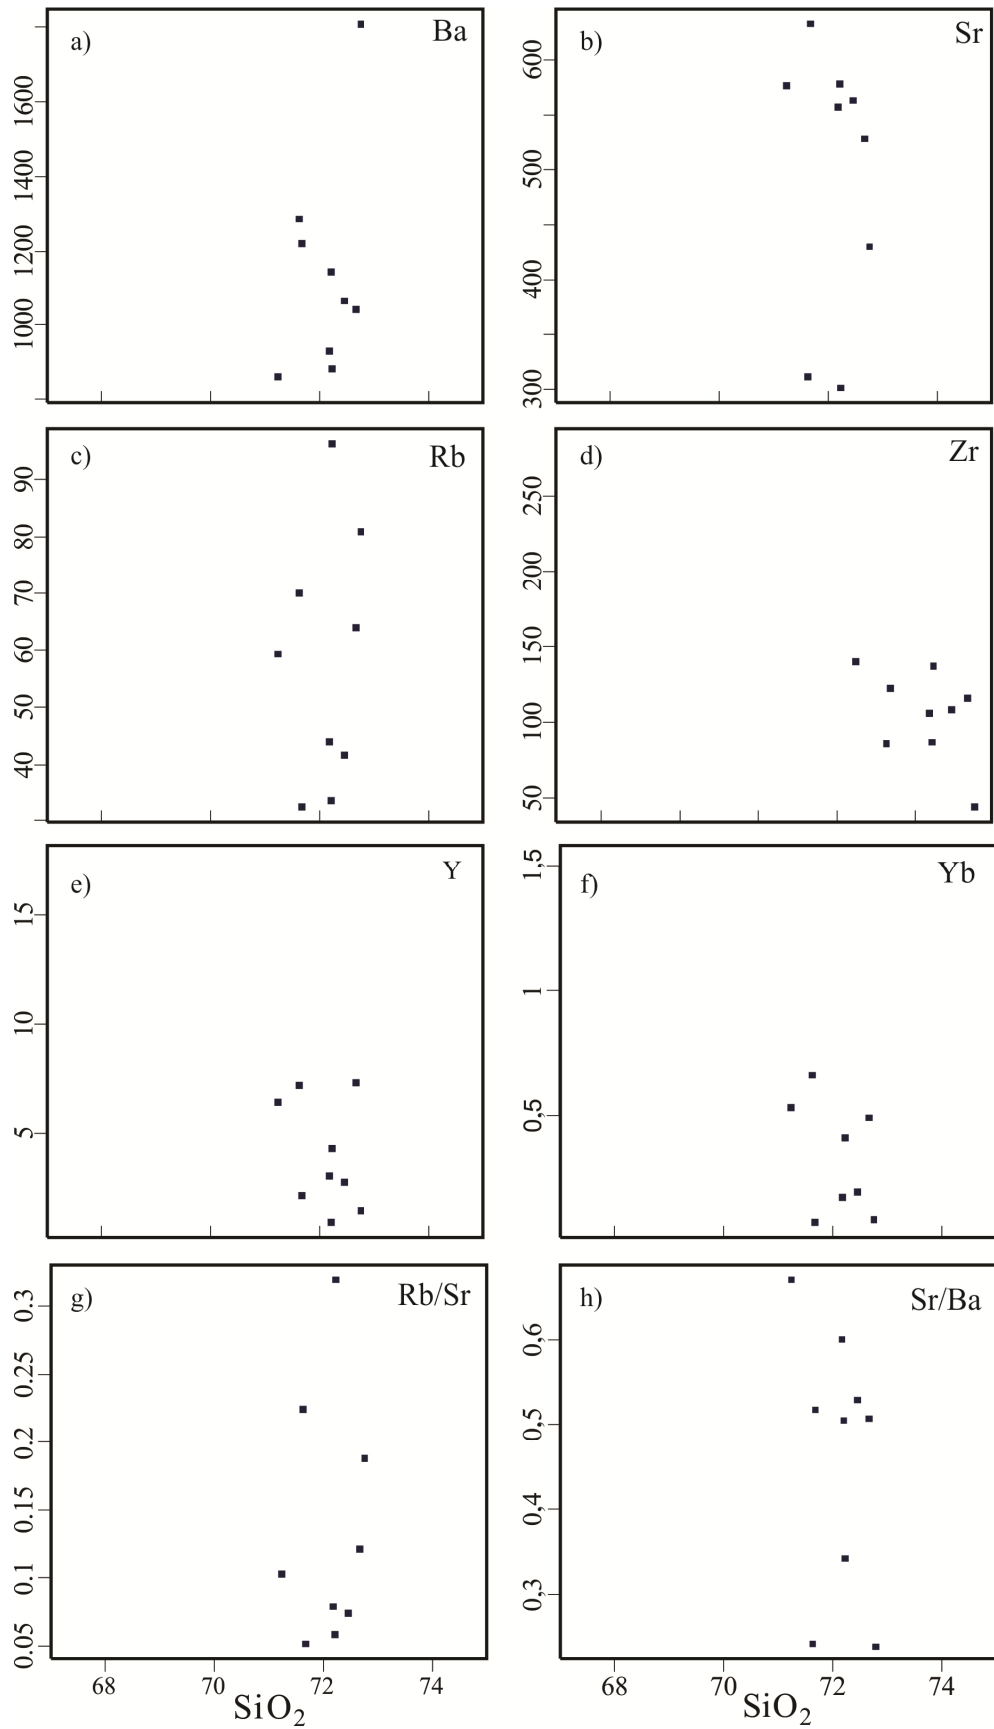 a)
Ba
1600
1400
1200
1000
b)
Sr
600
500
400
300
c)
Rb
90
80
70
60
50
40
d)
Zr
250
200
150
100
50
e)
Y
15
10
5
f)
Yb
1,5
1
0,5
g)
Rb/Sr
0.3
0.25
0.2
0.15
0.1
0.05
68 70 72 74
SiO2
h)
Sr/Ba
0,6
0,5
0,4
0,3
68 70 72 74
SiO2